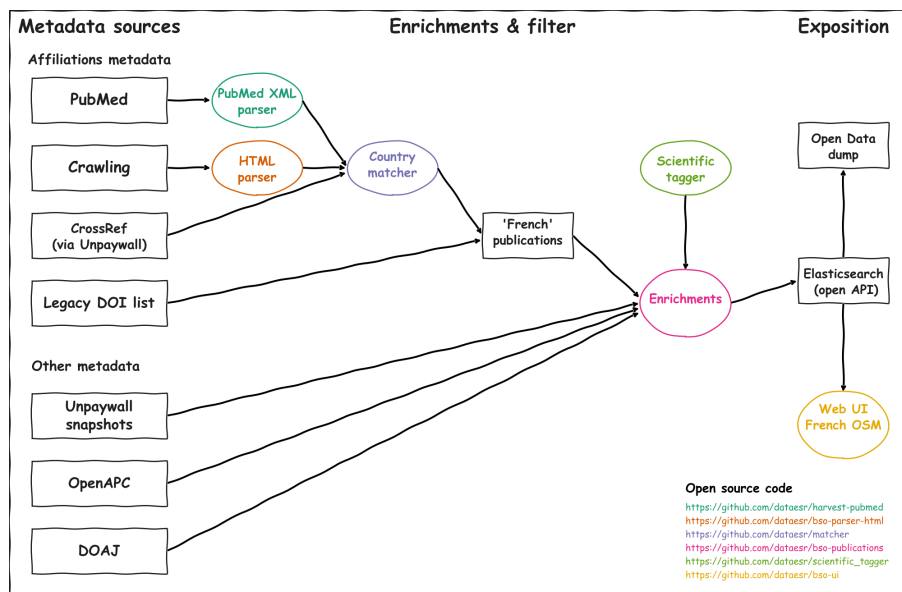 Metadata sources
Enrichments & filter
Exposition
Affiliations metadata
PubMed
PubMed XML
parser
Crawling
HTML
parser
Country
matcher
Scientific
tagger
Open Data
dump
CrossRef
(via Unpaywall)
'French'
publications
Legacy DOI list
Enrichments
Elasticsearch
(open API)
Other metadata
Unpaywall
snapshots
Web UI
French OSM
OpenAPC
DOAJ
Open source code
https://github.com/dataesr/harvest-pubmed
https://github.com/dataesr/bso-parser-html
https://github.com/dataesr/matcher
https://github.com/dataesr/bso-publications
https://github.com/dataesr/scientific_tagger
https://github.com/dataesr/bso-ui